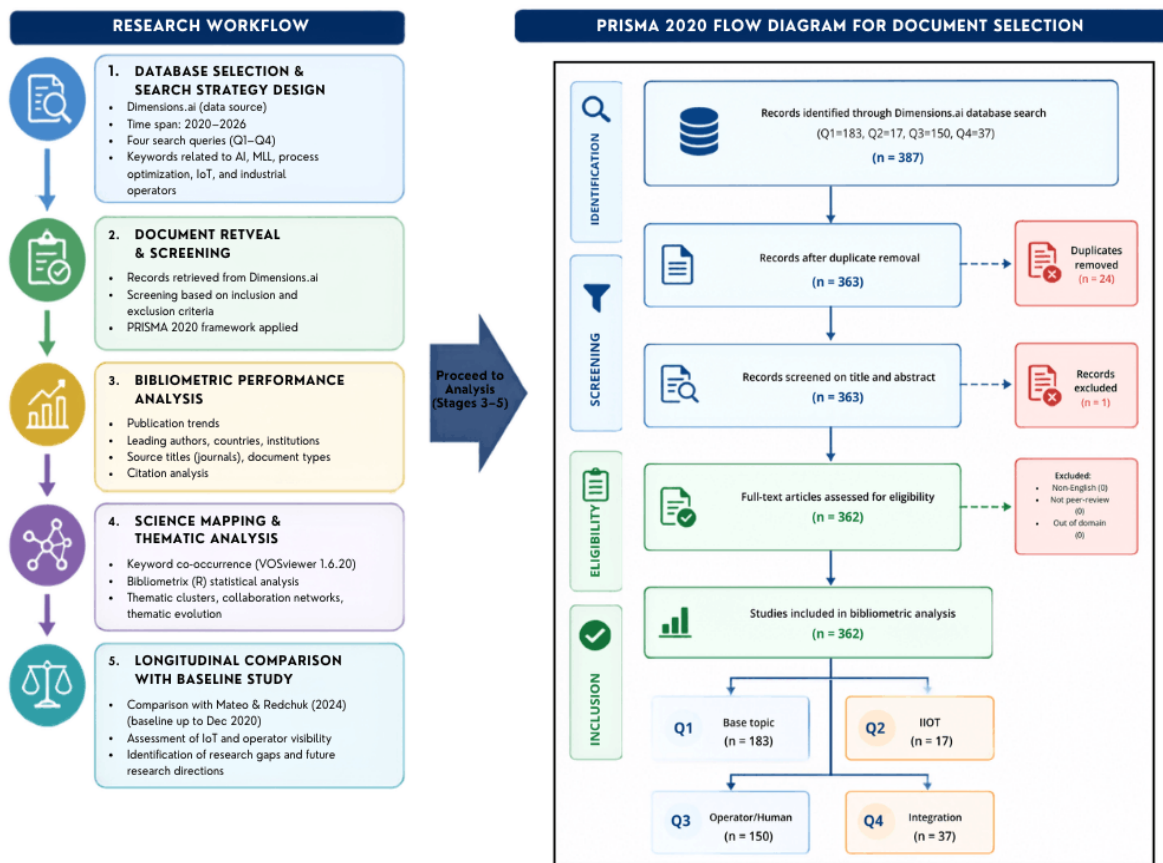 RESEARCH WORKFLOW
1. DATABASE SELECTION &
SEARCH STRATEGY DESIGN
• Dimensions.ai (data source)
• Time span: 2020–2026
• Four search queries (Q1–Q4)
• Keywords related to AI, MLL, process
optimization, IoT, and industrial
operators
2. DOCUMENT RETVEAL
& SCREENING
• Records retrieved from Dimensions.ai
• Screening based on inclusion and
exclusion criteria
• PRISMA 2020 framework applied
3. BIBLIOMETRIC PERFORMANCE
ANALYSIS
• Publication trends
• Leading authors, countries, institutions
• Source titles (journals), document types
• Citation analysis
4. SCIENCE MAPPING &
THEMATIC ANALYSIS
• Keyword co-occurrence (VOSviewer 1.6.20)
• Bibliometrix (R) statistical analysis
• Thematic clusters, collaboration networks,
thematic evolution
5. LONGITUDINAL COMPARISON
WITH BASELINE STUDY
• Comparison with Mateo & Redchuk (2024)
(baseline up to Dec 2020)
• Assessment of IoT and operator visibility
• Identification of research gaps and future
research directions
Proceed to
Analysis
(Stages 3–5)
PRISMA 2020 FLOW DIAGRAM FOR DOCUMENT SELECTION
IDENTIFICATION
Records identified through Dimensions.ai database search
(Q1=183, Q2=17, Q3=150, Q4=37)
(n = 387)
SCREENING
Records after duplicate removal
(n = 363)
Duplicates
removed
(n = 24)
Records screened on title and abstract
(n = 363)
Records
excluded
(n = 1)
ELIGIBILITY
Full-text articles assessed for eligibility
(n = 362)
Excluded:
• Non-English (0)
• Not peer-review
(0)
• Out of domain
(0)
INCLUSION
Studies included in bibliometric analysis
(n = 362)
Q1
Base topic
(n = 183)
Q2
IIOT
(n = 17)
Q3
Operator/Human
(n = 150)
Q4
Integration
(n = 37)